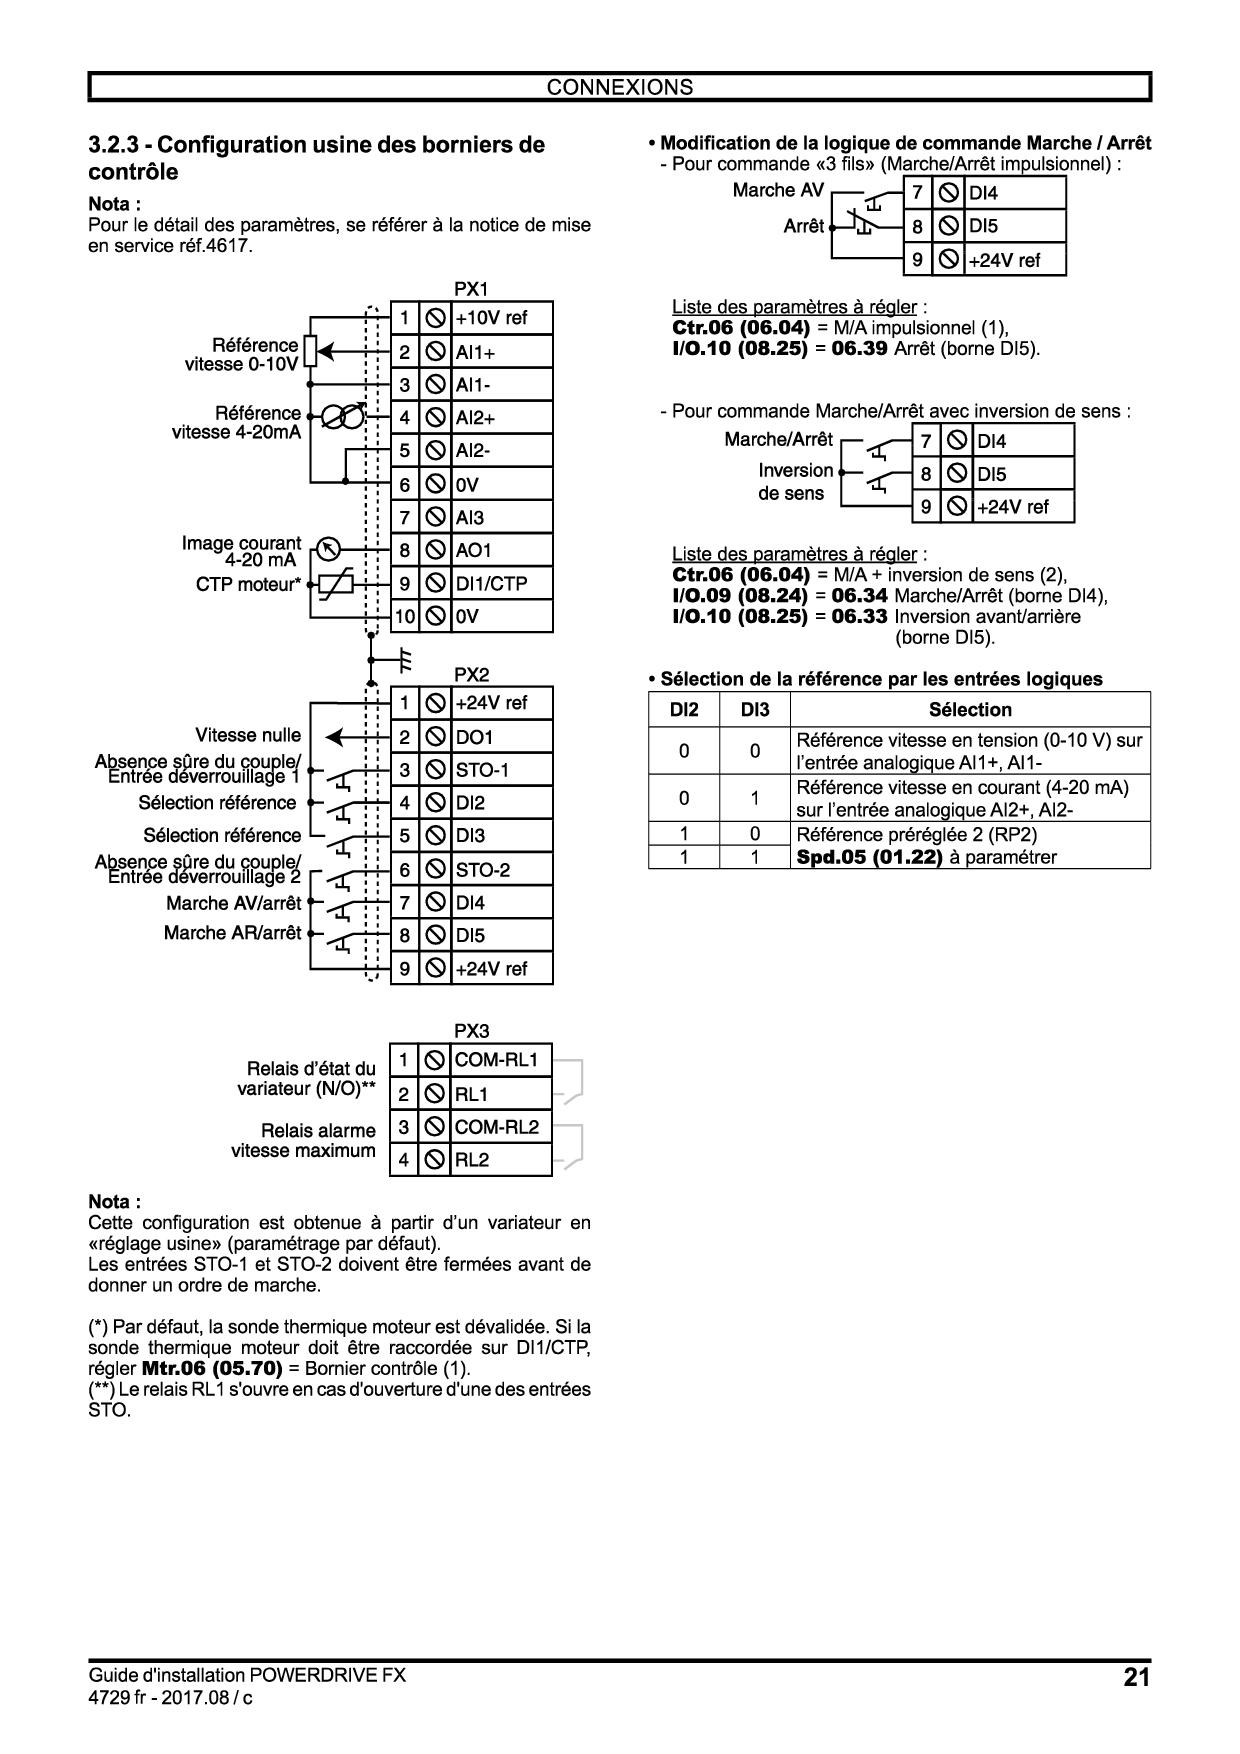 CONNEXIONS
3.2.3 - Configuration usine des borniers de
contrôle
Nota :
Pour le détail des paramètres, se référer à la notice de mise
en service réf.4617.
PX1
1 +10V ref
Référence
vitesse 0-10V
2 AI1+
3 AI1-
Référence
vitesse 4-20mA
4 AI2+
5 AI2-
6 0V
7 AI3
Image courant
4-20 mA
8 AO1
CTP moteur*
9 DI1/CTP
10 0V
PX2
1 +24V ref
Vitesse nulle
2 DO1
Absence sûre du couple/
Entrée déverrouillage 1
3 STO-1
Sélection référence
4 DI2
Sélection référence
5 DI3
Absence sûre du couple/
Entrée déverrouillage 2
6 STO-2
Marche AV/arrêt
7 DI4
Marche AR/arrêt
8 DI5
9 +24V ref
PX3
1 COM-RL1
Relais d'état du
variateur (N/O)**
2 RL1
3 COM-RL2
Relais alarme
vitesse maximum
4 RL2
Nota :
Cette configuration est obtenue à partir d'un variateur en
«réglage usine» (paramétrage par défaut).
Les entrées STO-1 et STO-2 doivent être fermées avant de
donner un ordre de marche.
(*) Par défaut, la sonde thermique moteur est dévalidée. Si la
sonde thermique moteur doit être raccordée sur DI1/CTP,
régler Mtr.06 (05.70) = Bornier contrôle (1).
(**) Le relais RL1 s'ouvre en cas d'ouverture d'une des entrées
STO.
• Modification de la logique de commande Marche / Arrêt
- Pour commande «3 fils» (Marche/Arrêt impulsionnel) :
Marche AV 7 DI4
Arrêt 8 DI5
9 +24V ref
Liste des paramètres à régler :
Ctr.06 (06.04) = M/A impulsionnel (1),
I/O.10 (08.25) = 06.39 Arrêt (borne DI5).
- Pour commande Marche/Arrêt avec inversion de sens :
Marche/Arrêt 7 DI4
Inversion
de sens
8 DI5
9 +24V ref
Liste des paramètres à régler :
Ctr.06 (06.04) = M/A + inversion de sens (2),
I/O.09 (08.24) = 06.34 Marche/Arrêt (borne DI4),
I/O.10 (08.25) = 06.33 Inversion avant/arrière
(borne DI5).
• Sélection de la référence par les entrées logiques
DI2 DI3 Sélection
0 0 Référence vitesse en tension (0-10 V) sur
l'entrée analogique AI1+, AI1-
0 1 Référence vitesse en courant (4-20 mA)
sur l'entrée analogique AI2+, AI2-
1 0 Référence préréglée 2 (RP2)
1 1 Spd.05 (01.22) à paramétrer
Guide d'installation POWERDRIVE FX
4729 fr - 2017.08 / c
21